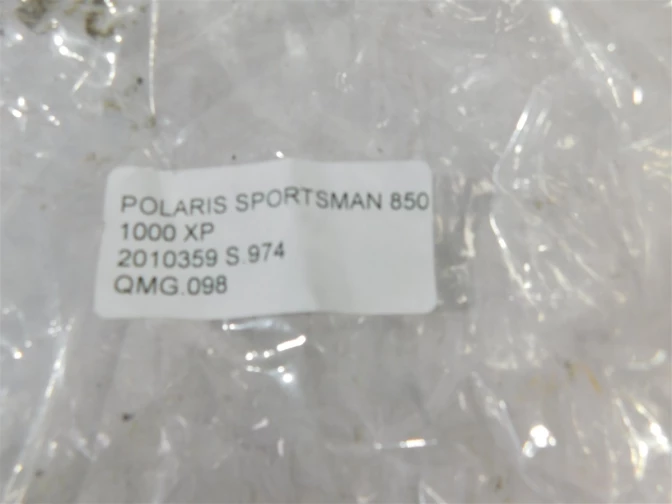 POLARIS SPORTSMAN 850
1000 XP
2010359 S.974
QMG.098